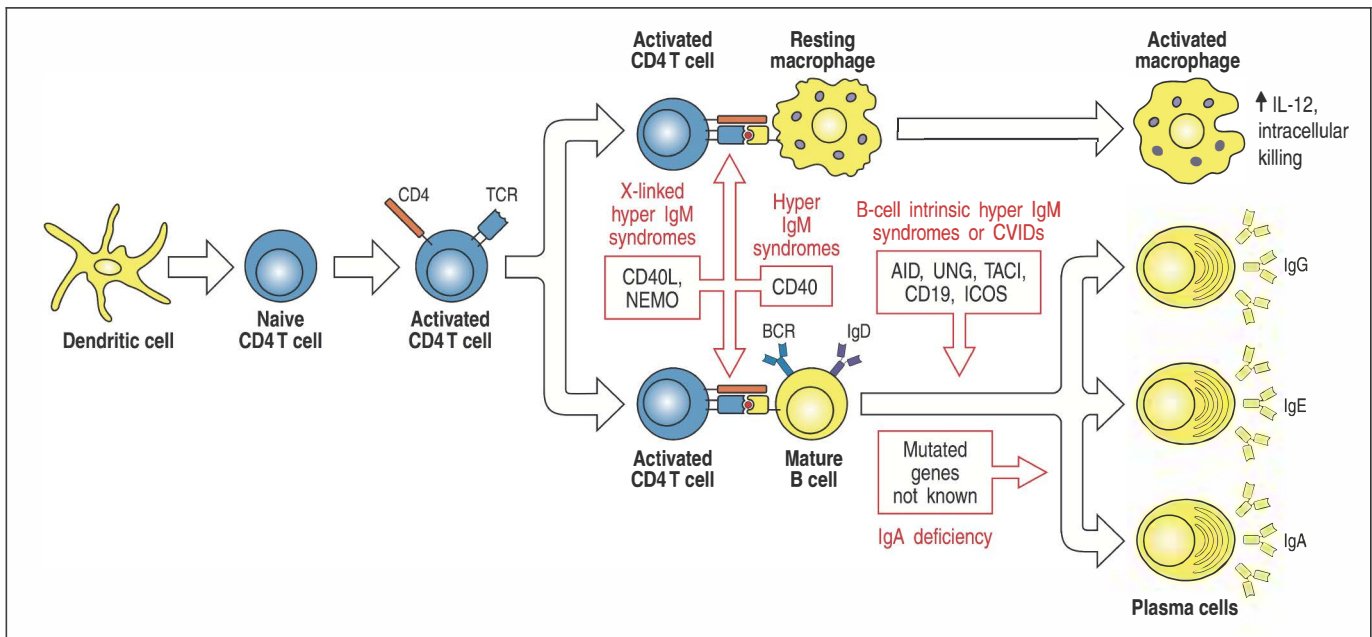 Activated
CD4 T cell
Resting
macrophage
Activated
macrophage
↑ IL-12,
intracellular
killing
CD4
TCR
X-linked
hyper IgM
syndromes
Hyper
IgM
syndromes
B-cell intrinsic hyper IgM
syndromes or CVIDs
CD40L,
NEMO
CD40
AID, UNG, TACI,
CD19, ICOS
IgG
Dendritic cell
Naive
CD4 T cell
Activated
CD4 T cell
BCR
IgD
IgE
Activated
CD4 T cell
Mature
B cell
Mutated
genes
not known
IgA deficiency
IgA
Plasma cells